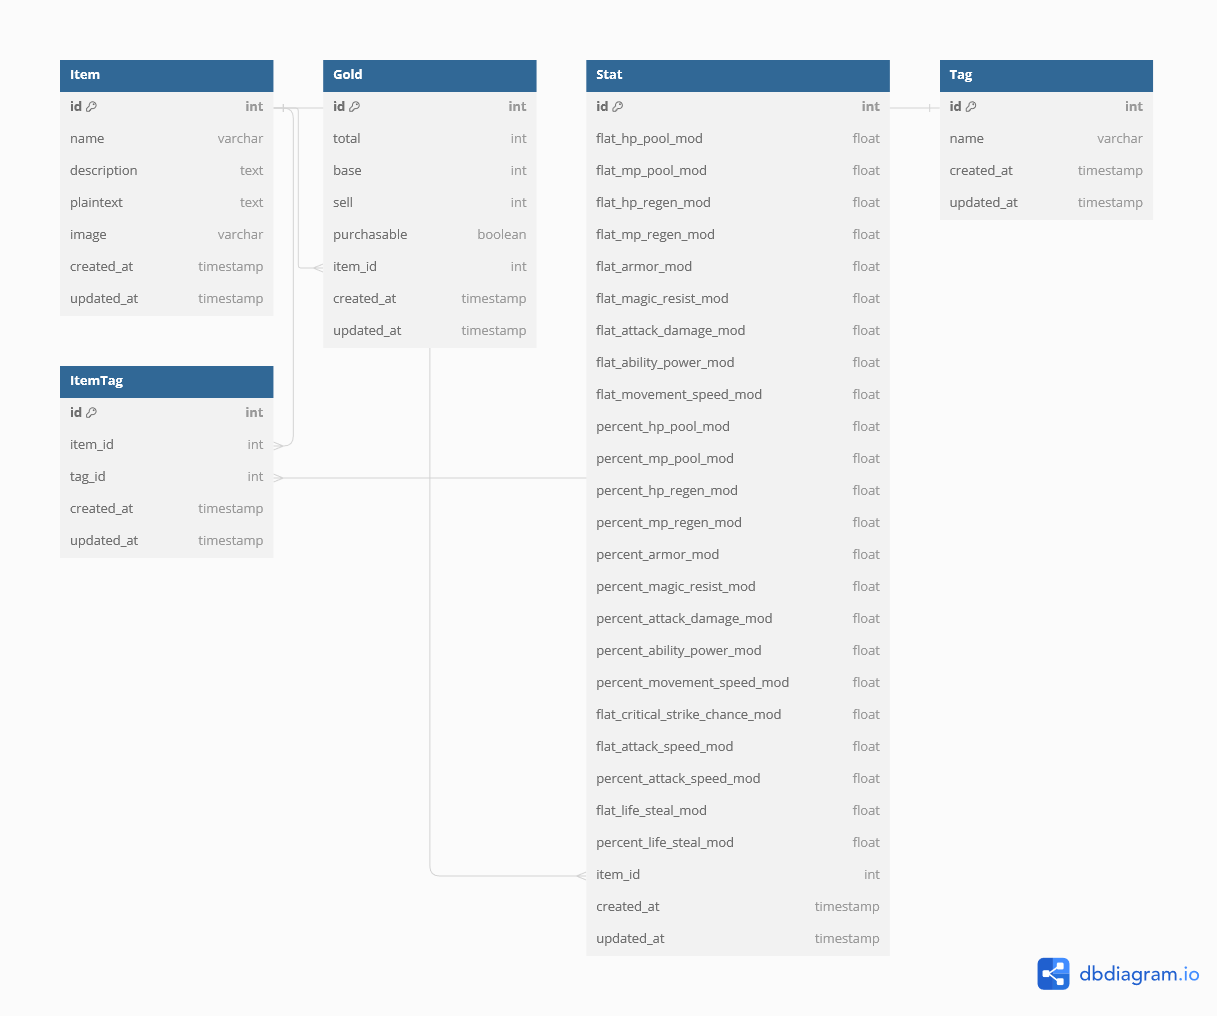 Item
id int
name varchar
description text
plaintext text
image varchar
created_at timestamp
updated_at timestamp
Gold
id int
total int
base int
sell int
purchasable boolean
item_id int
created_at timestamp
updated_at timestamp
Stat
id int
flat_hp_pool_mod float
flat_mp_pool_mod float
flat_hp_regen_mod float
flat_mp_regen_mod float
flat_armor_mod float
flat_magic_resist_mod float
flat_attack_damage_mod float
flat_ability_power_mod float
flat_movement_speed_mod float
percent_hp_pool_mod float
percent_mp_pool_mod float
percent_hp_regen_mod float
percent_mp_regen_mod float
percent_armor_mod float
percent_magic_resist_mod float
percent_attack_damage_mod float
percent_ability_power_mod float
percent_movement_speed_mod float
flat_critical_strike_chance_mod float
flat_attack_speed_mod float
percent_attack_speed_mod float
flat_life_steal_mod float
percent_life_steal_mod float
item_id int
created_at timestamp
updated_at timestamp
Tag
id int
name varchar
created_at timestamp
updated_at timestamp
ItemTag
id int
item_id int
tag_id int
created_at timestamp
updated_at timestamp
dbdiagram.io